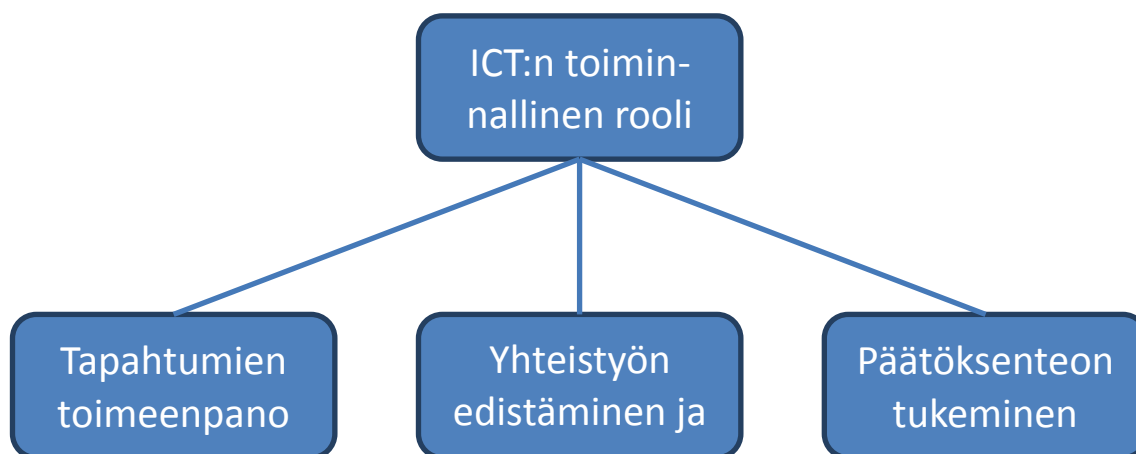 ICT:n toimin-
nallinen rooli
Tapahtumien
toimeenpano
Yhteistyön
edistäminen ja
Päätöksenteon
tukeminen